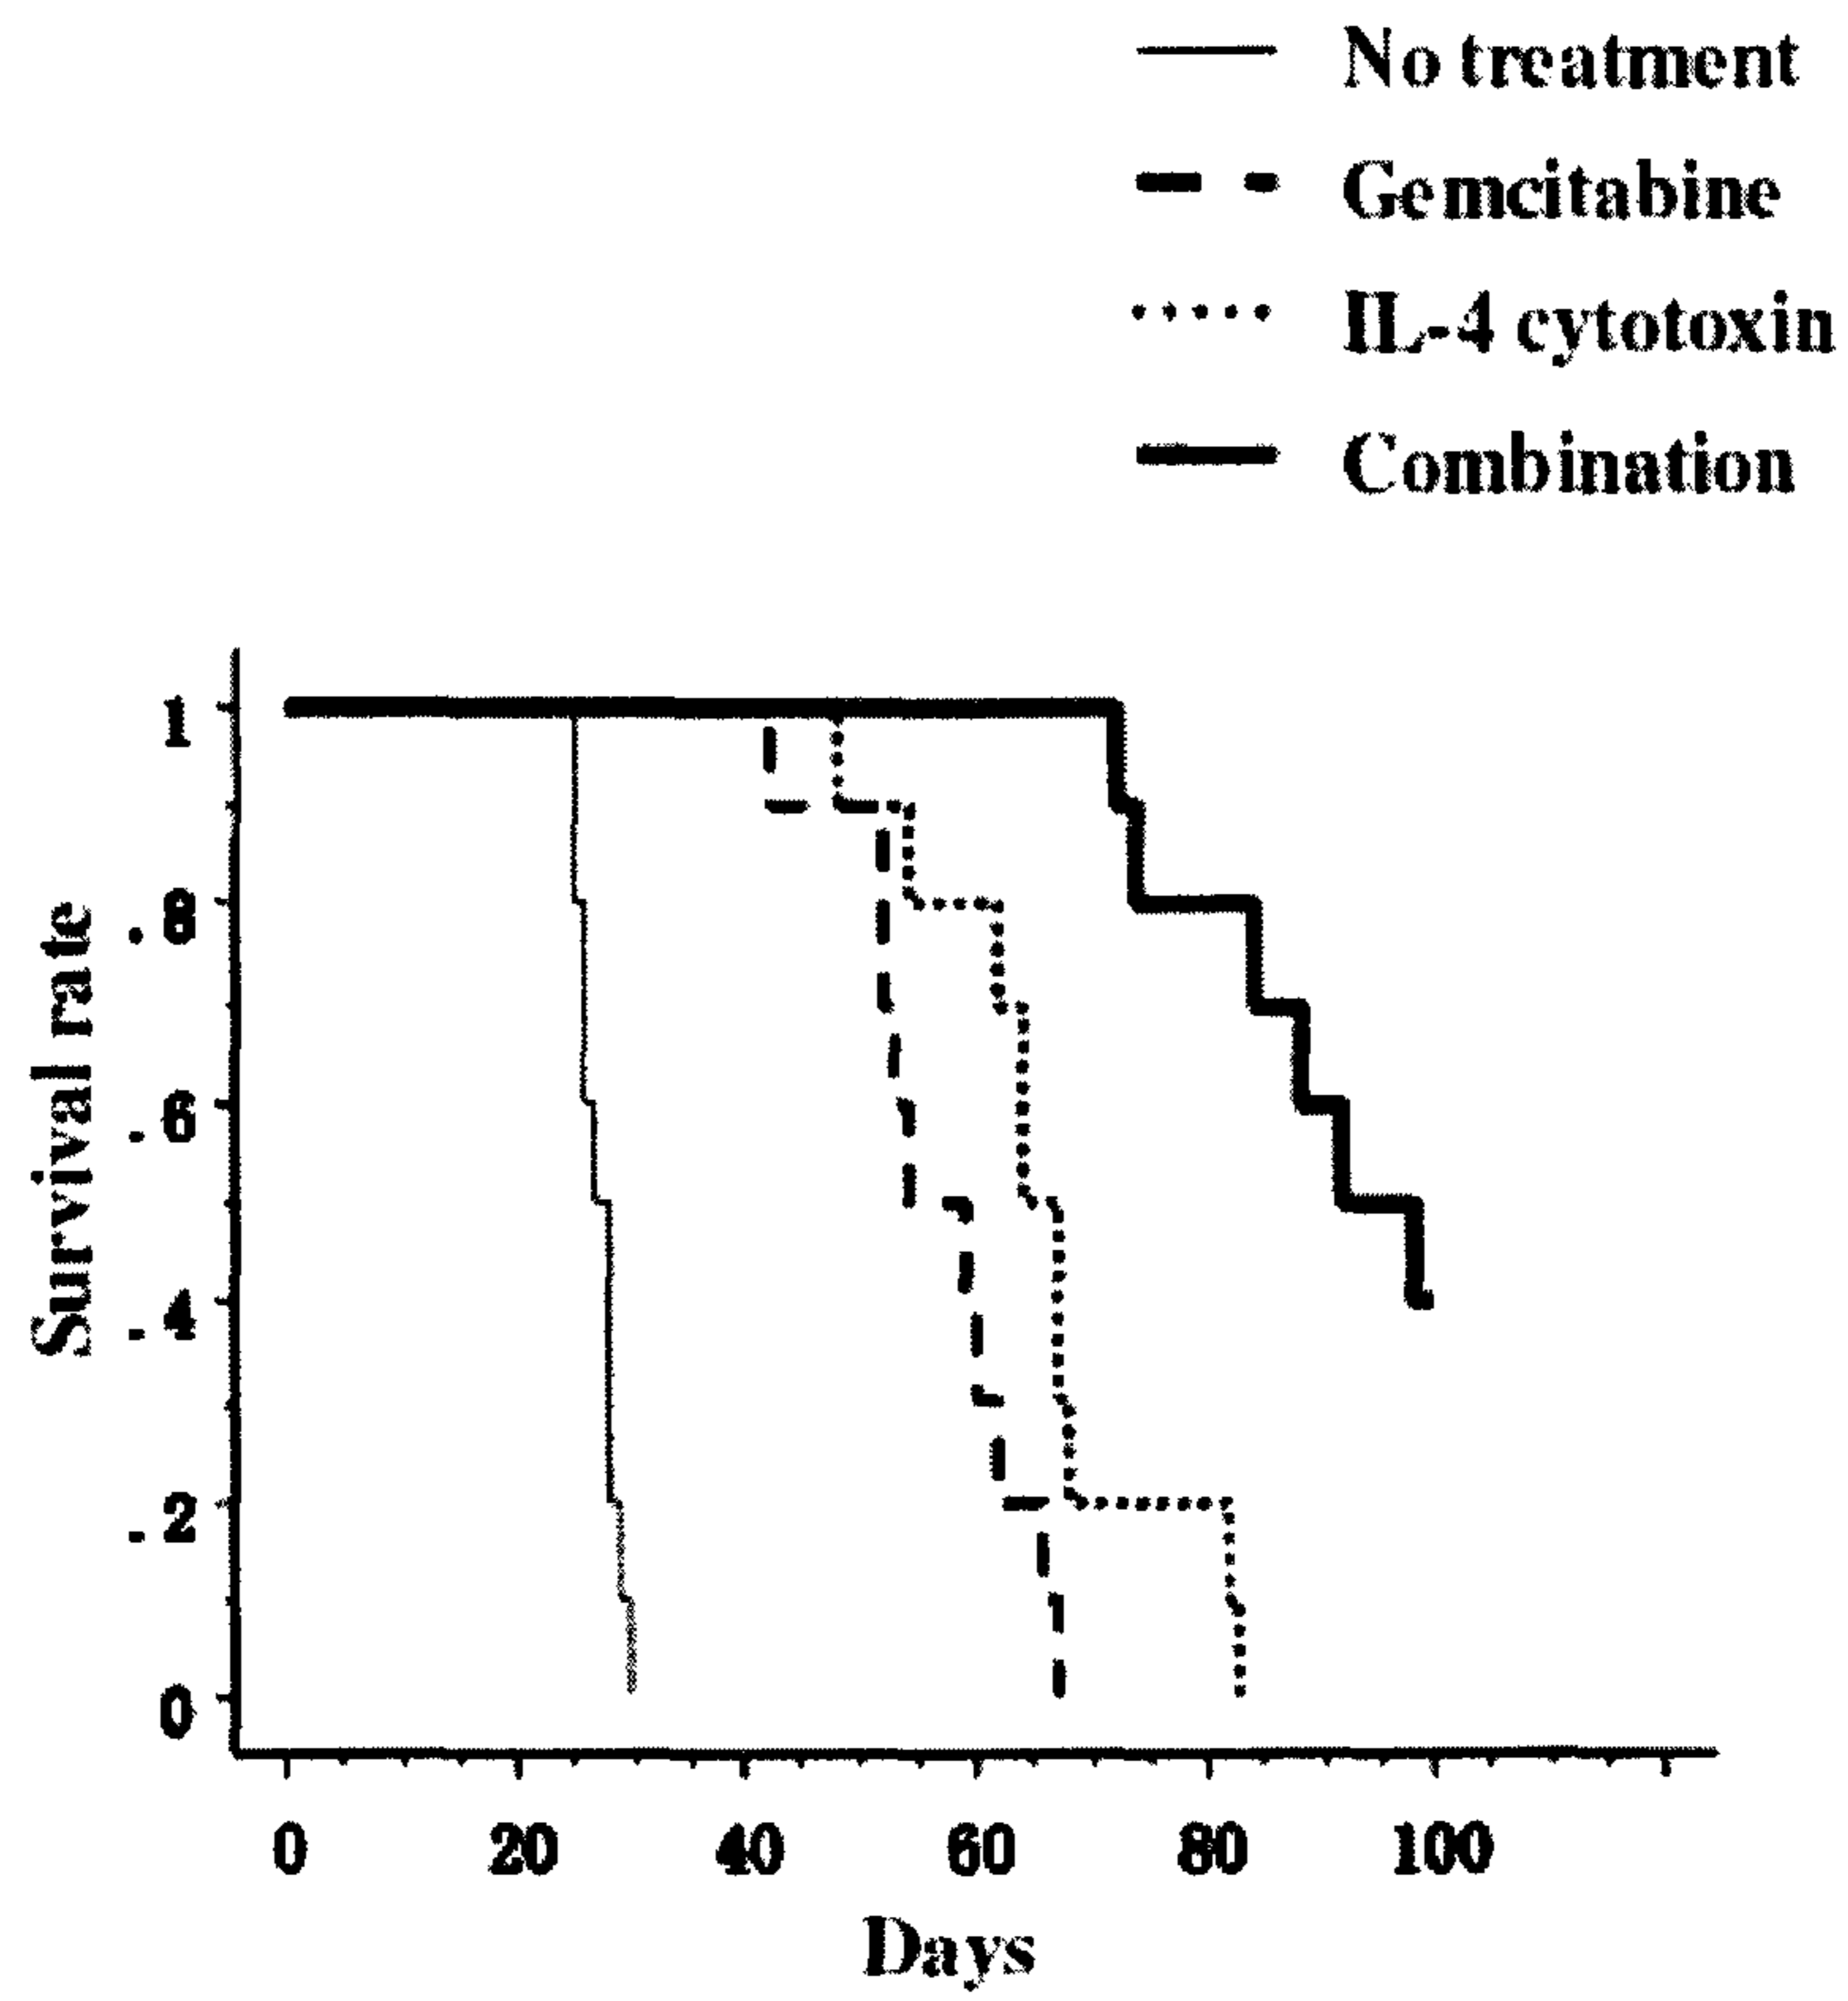 No treatment
Gemcitabine
IL-4 cytotoxin
Combination
1
.8
.6
.4
.2
0
Survival rate
0 20 40 60 80 100
Days